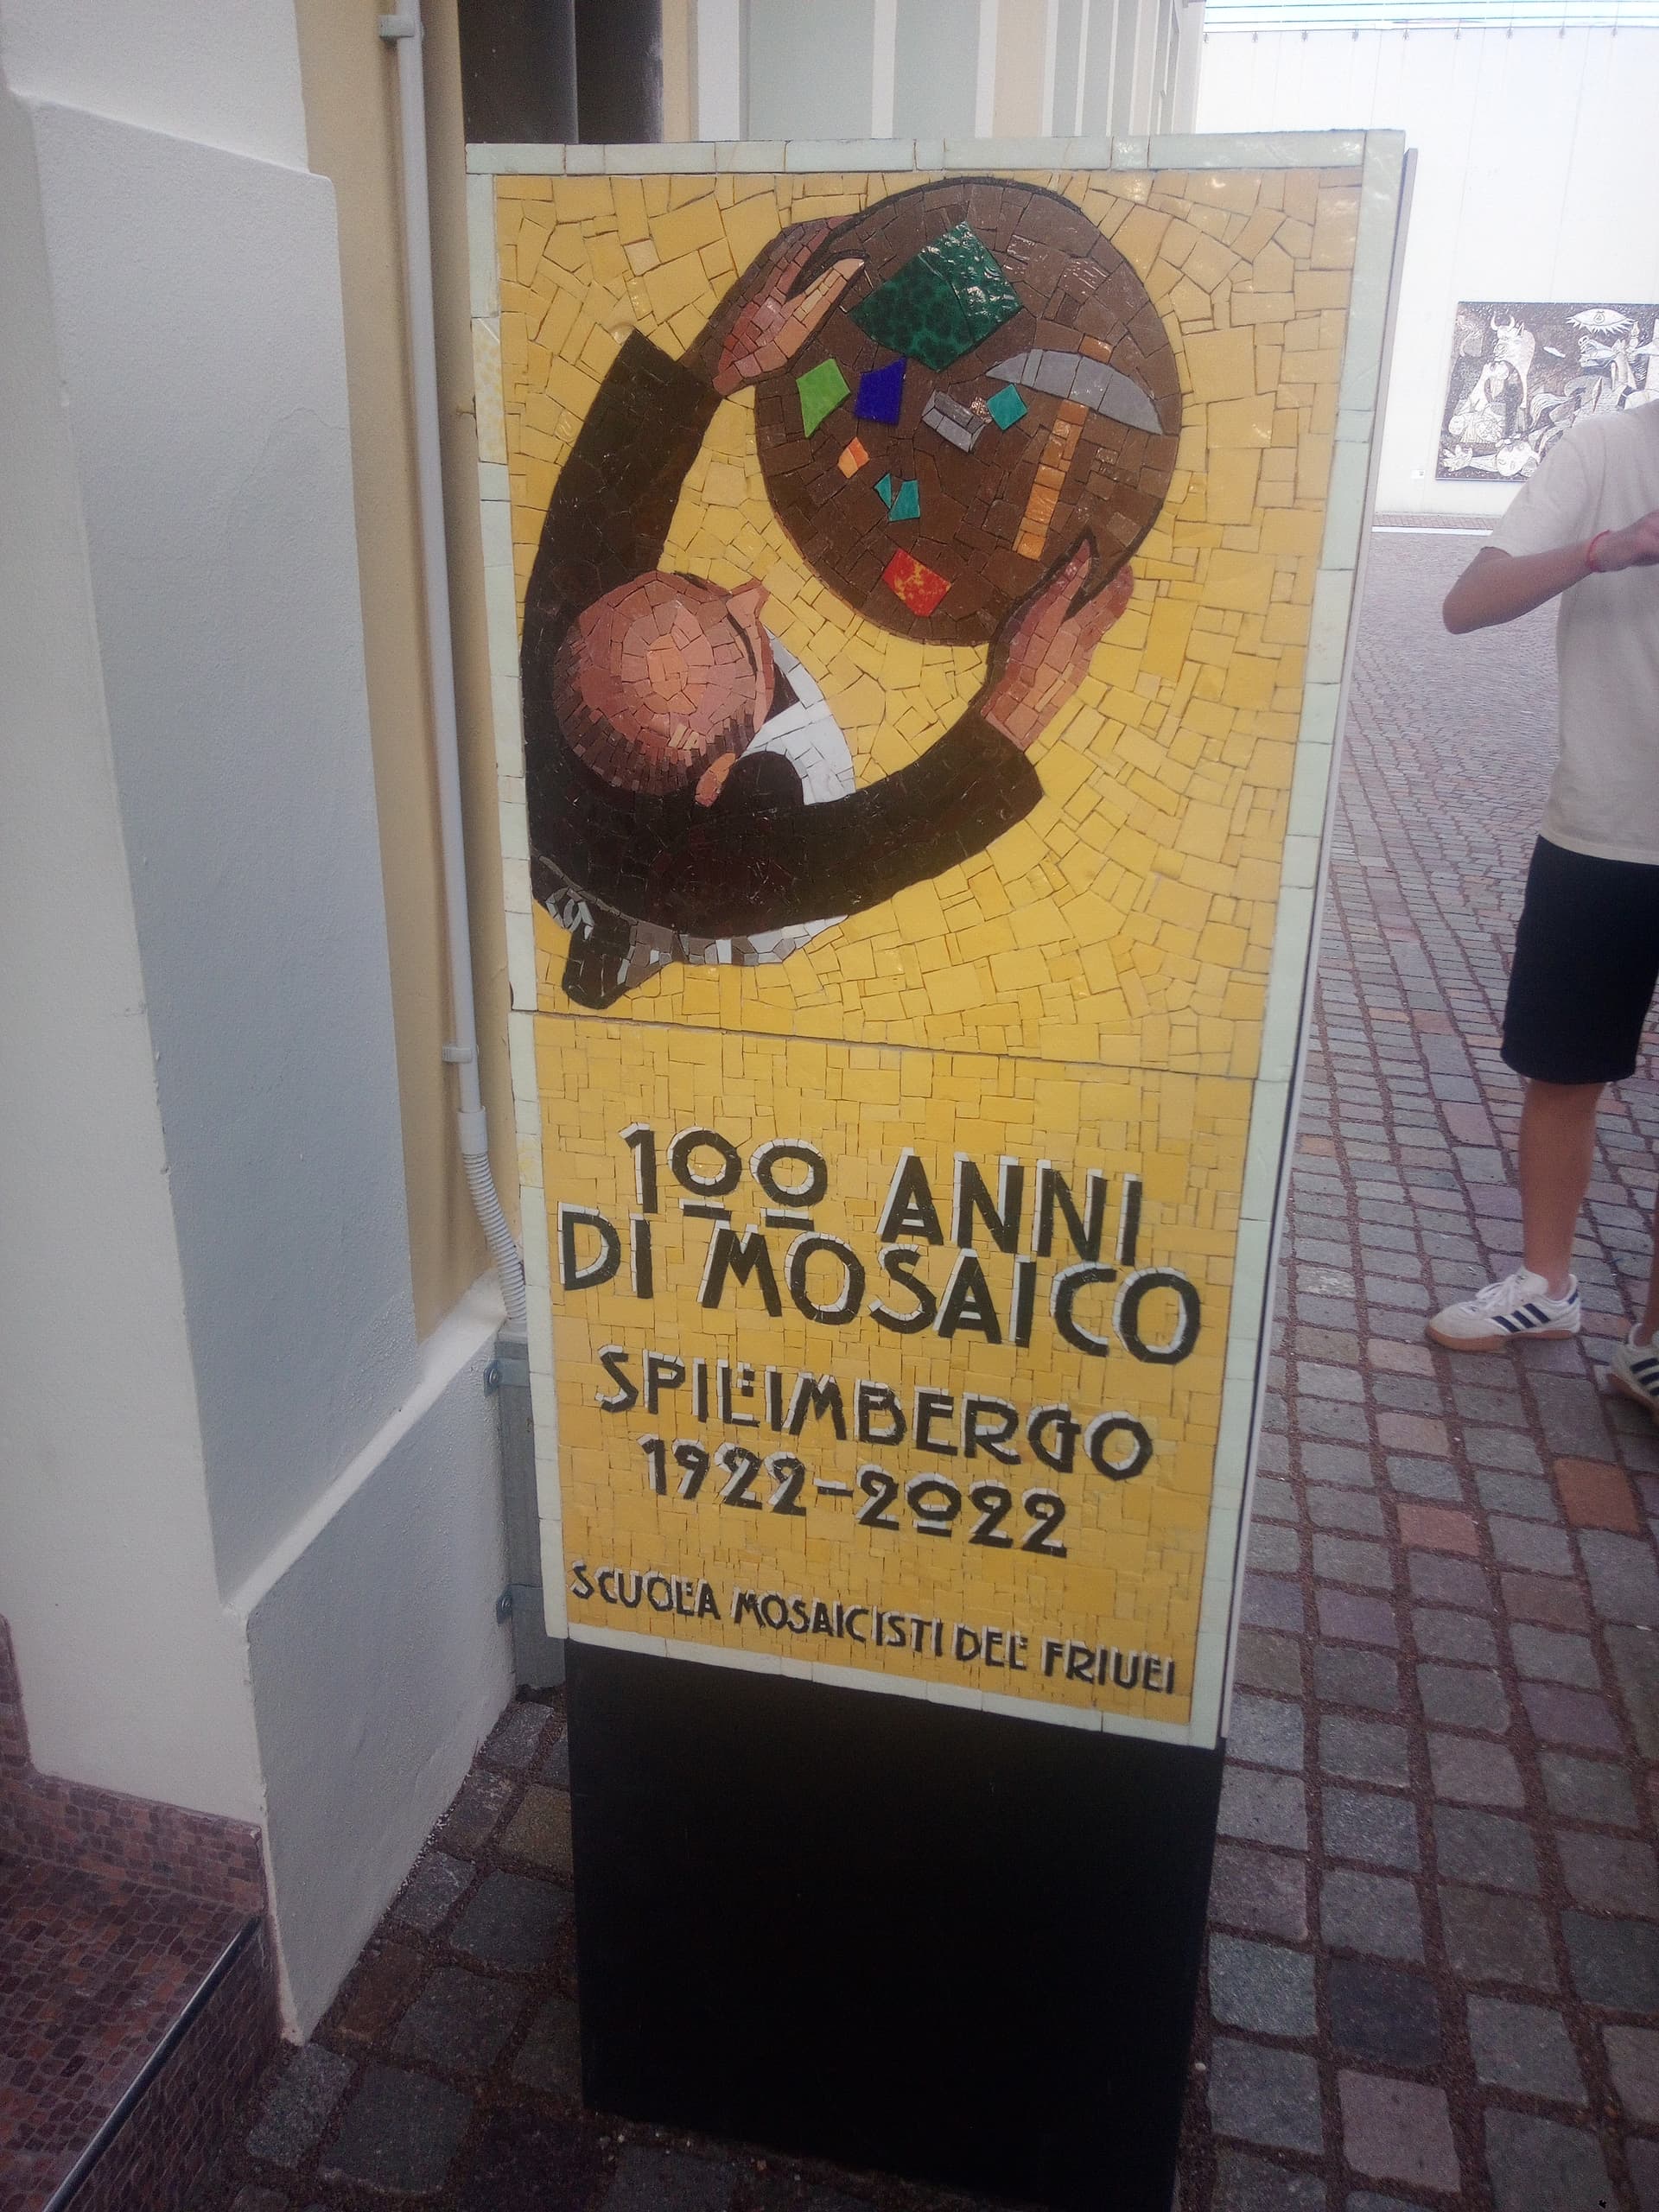 100 ANNI
DI MOSAICO
SPILIMBERGO
1922-2022
SCUOLA MOSAICISTI DEL FRIULI